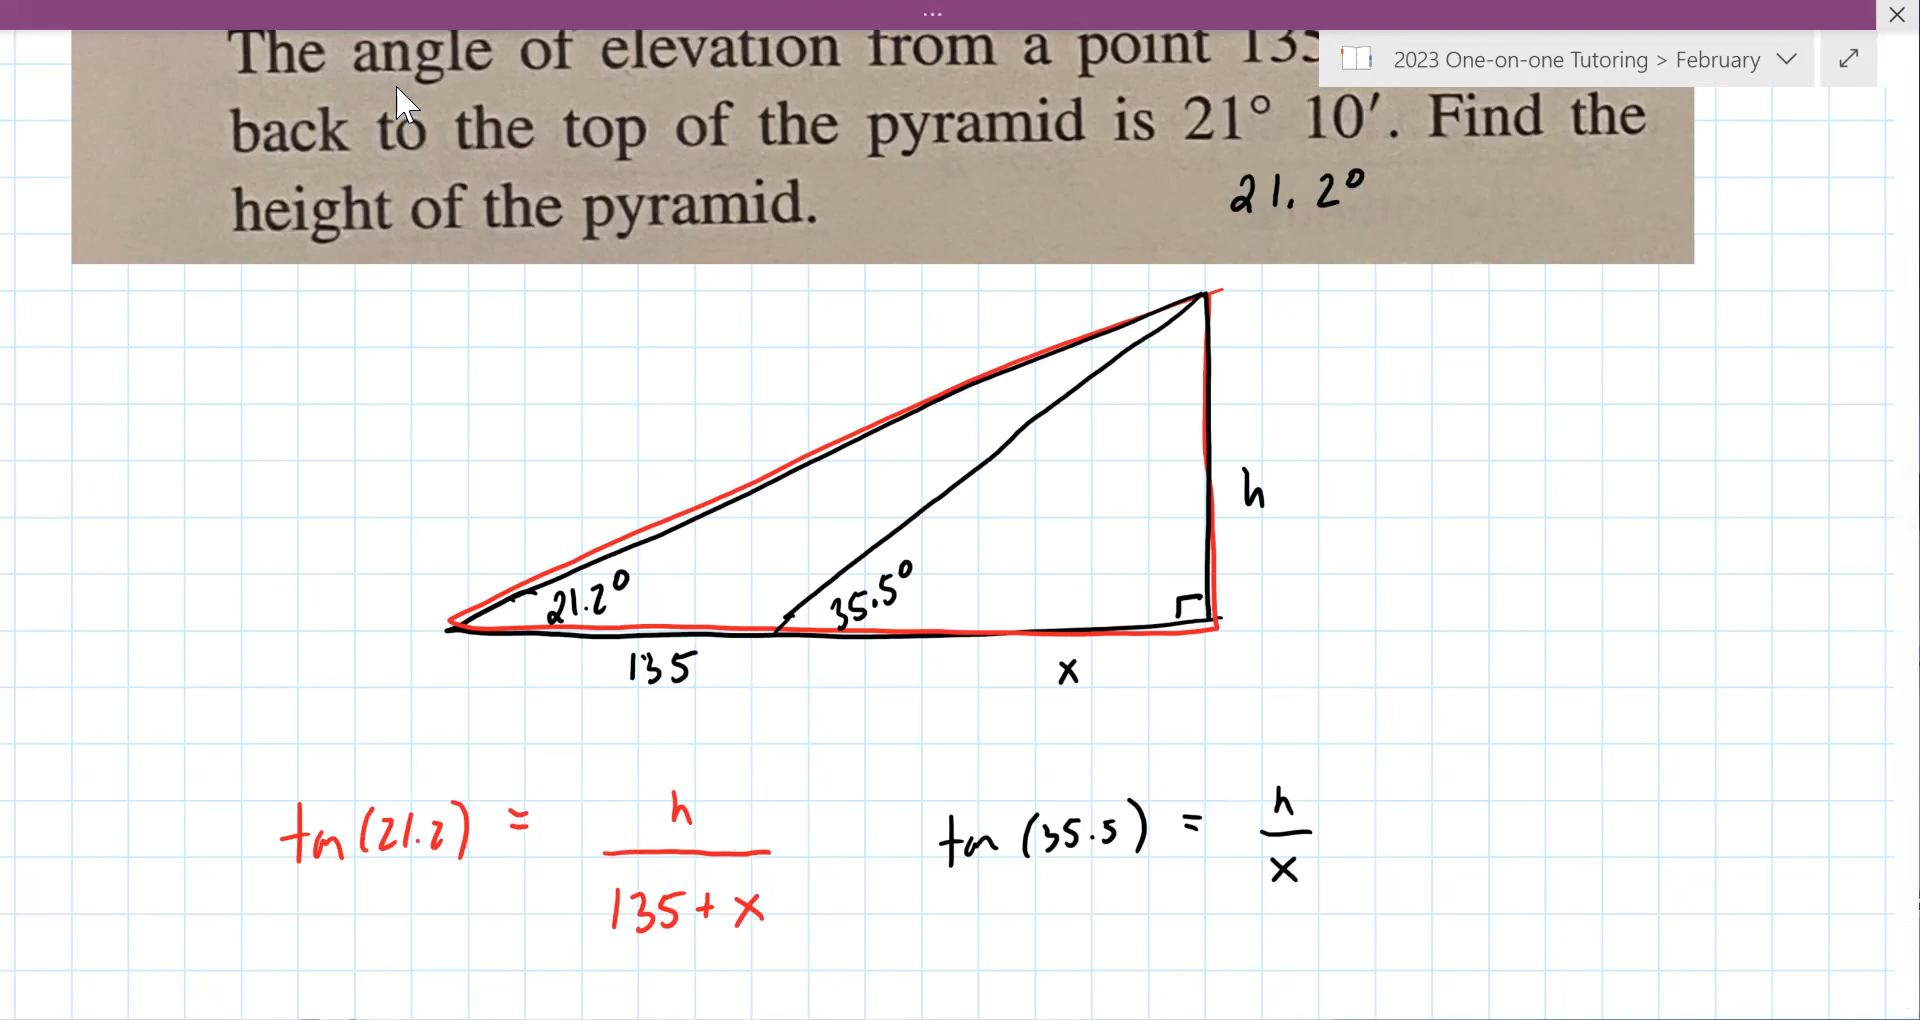 ...
The angle of elevation from a point 135
2023 One-on-one Tutoring > February
back to the top of the pyramid is 21° 10′. Find the
height of the pyramid.
21.2°
h
21.2°
35.5°
135
x
tan(21.2) = h / 135 + x
tan(35.5) = h / x